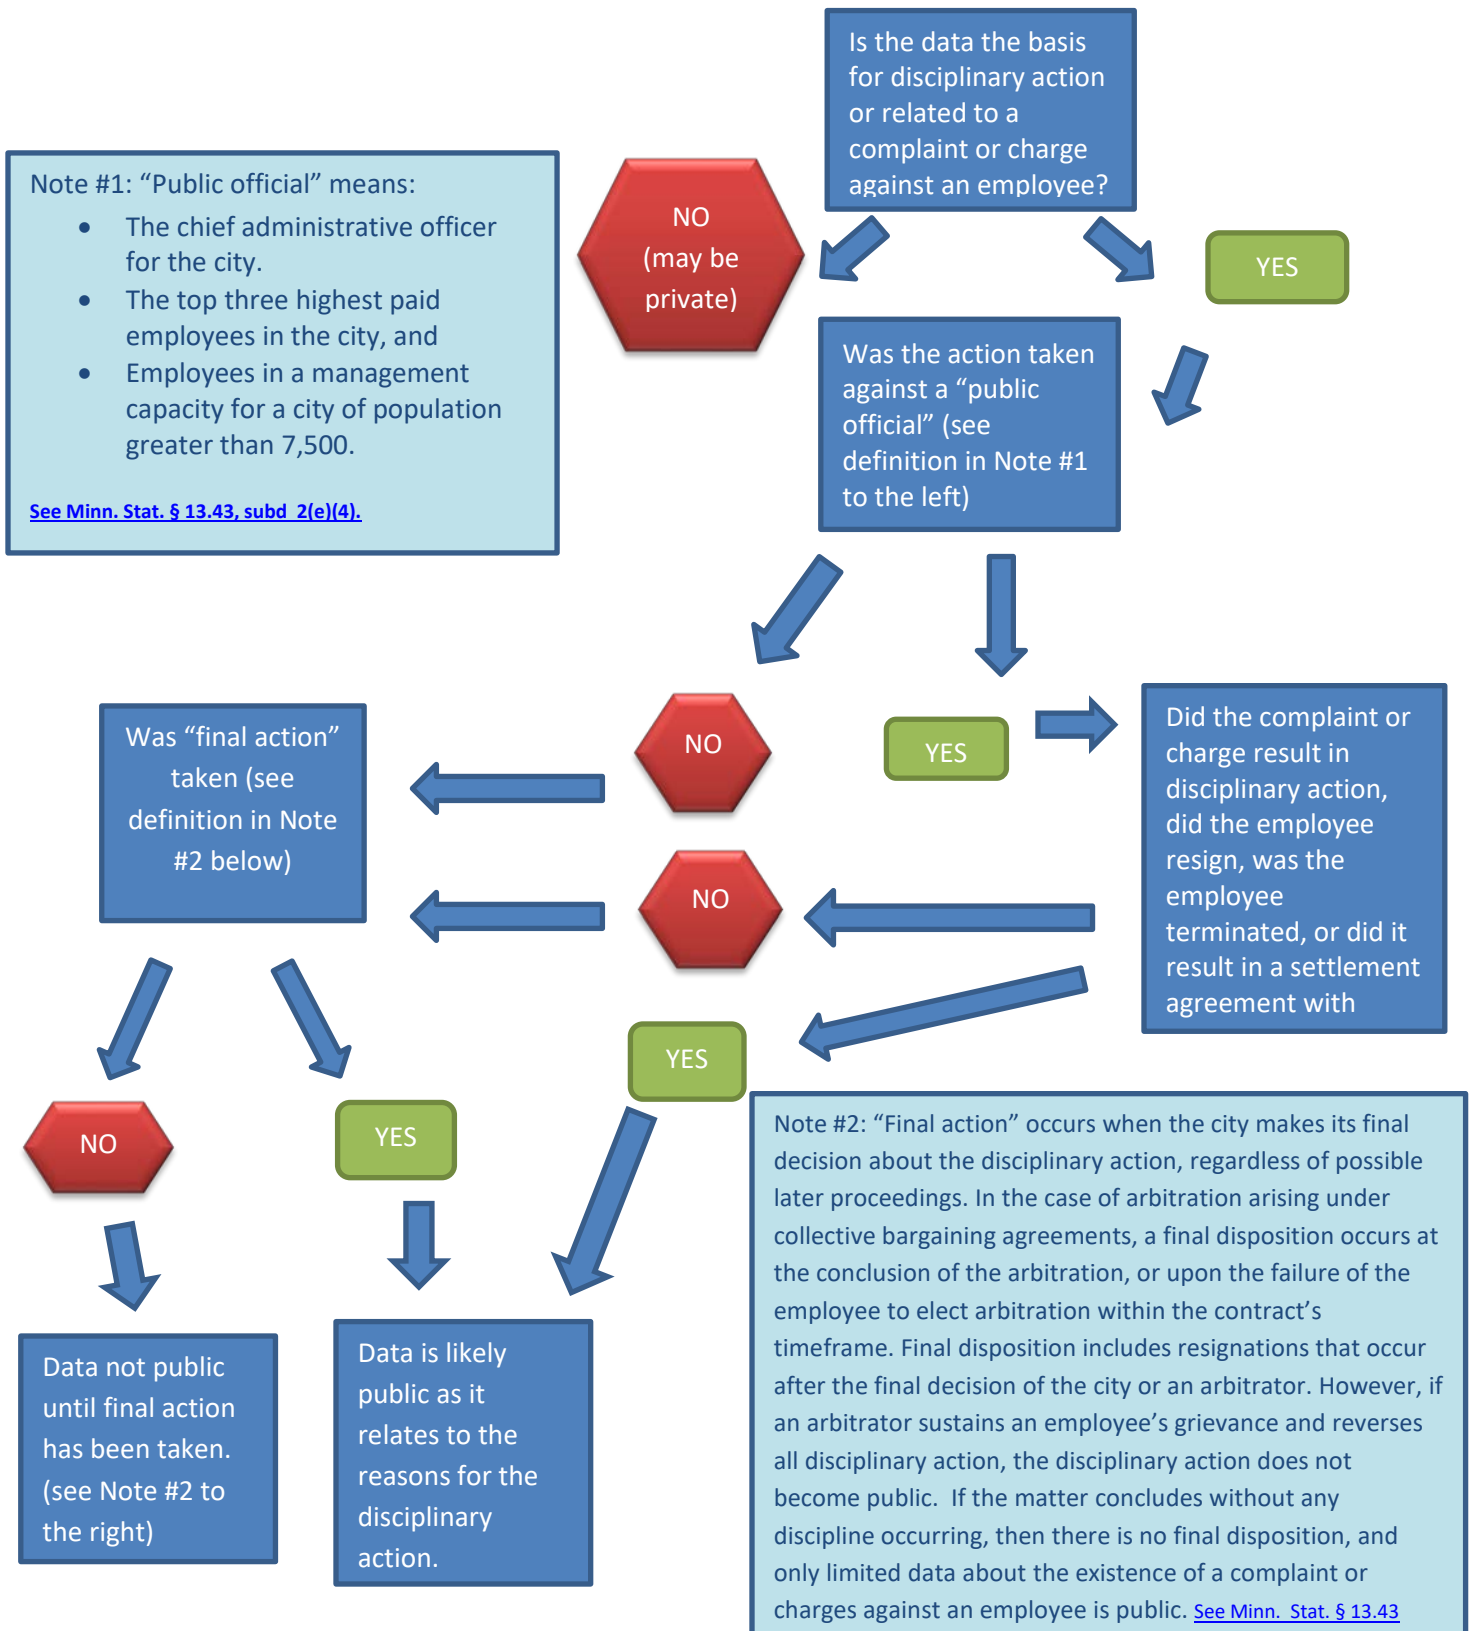 Is the data the basis
for disciplinary action
or related to a
complaint or charge
against an employee?
Note #1: “Public official” means:
• The chief administrative officer
for the city.
• The top three highest paid
employees in the city, and
• Employees in a management
capacity for a city of population
greater than 7,500.
See Minn. Stat. § 13.43, subd 2(e)(4).
NO
(may be
private)
YES
Was the action taken
against a “public
official” (see
definition in Note #1
to the left)
Was “final action”
taken (see
definition in Note
#2 below)
NO
YES
Did the complaint or
charge result in
disciplinary action,
did the employee
resign, was the
employee
terminated, or did it
result in a settlement
agreement with
NO
YES
NO
YES
Data not public
until final action
has been taken.
(see Note #2 to
the right)
Data is likely
public as it
relates to the
reasons for the
disciplinary
action.
Note #2: “Final action” occurs when the city makes its final
decision about the disciplinary action, regardless of possible
later proceedings. In the case of arbitration arising under
collective bargaining agreements, a final disposition occurs at
the conclusion of the arbitration, or upon the failure of the
employee to elect arbitration within the contract’s
timeframe. Final disposition includes resignations that occur
after the final decision of the city or an arbitrator. However, if
an arbitrator sustains an employee’s grievance and reverses
all disciplinary action, the disciplinary action does not
become public.  If the matter concludes without any
discipline occurring, then there is no final disposition, and
only limited data about the existence of a complaint or
charges against an employee is public. See Minn.  Stat. § 13.43